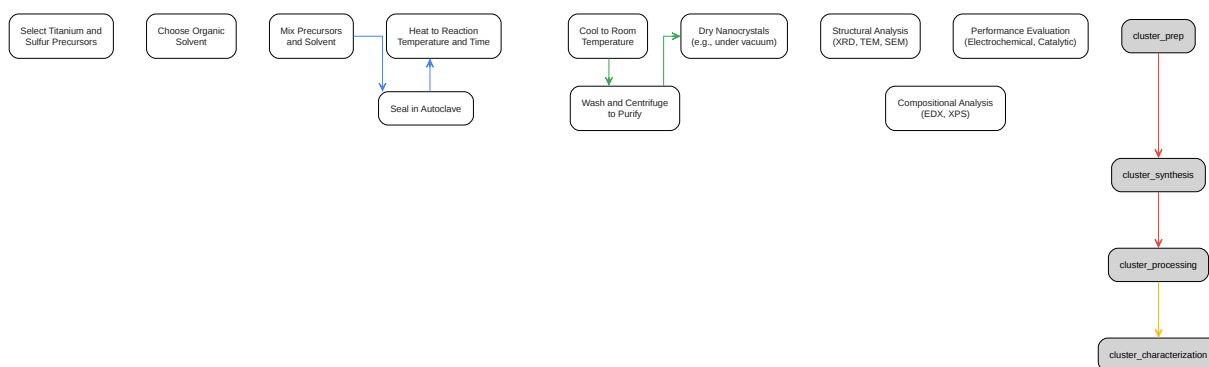 Select Titanium and
Sulfur Precursors
Choose Organic
Solvent
Mix Precursors
and Solvent
Heat to Reaction
Temperature and Time
Cool to Room
Temperature
Dry Nanocrystals
(e.g., under vacuum)
Structural Analysis
(XRD, TEM, SEM)
Performance Evaluation
(Electrochemical, Catalytic)
cluster_prep
Seal in Autoclave
Wash and Centrifuge
to Purify
Compositional Analysis
(EDX, XPS)
cluster_synthesis
cluster_processing
cluster_characterization